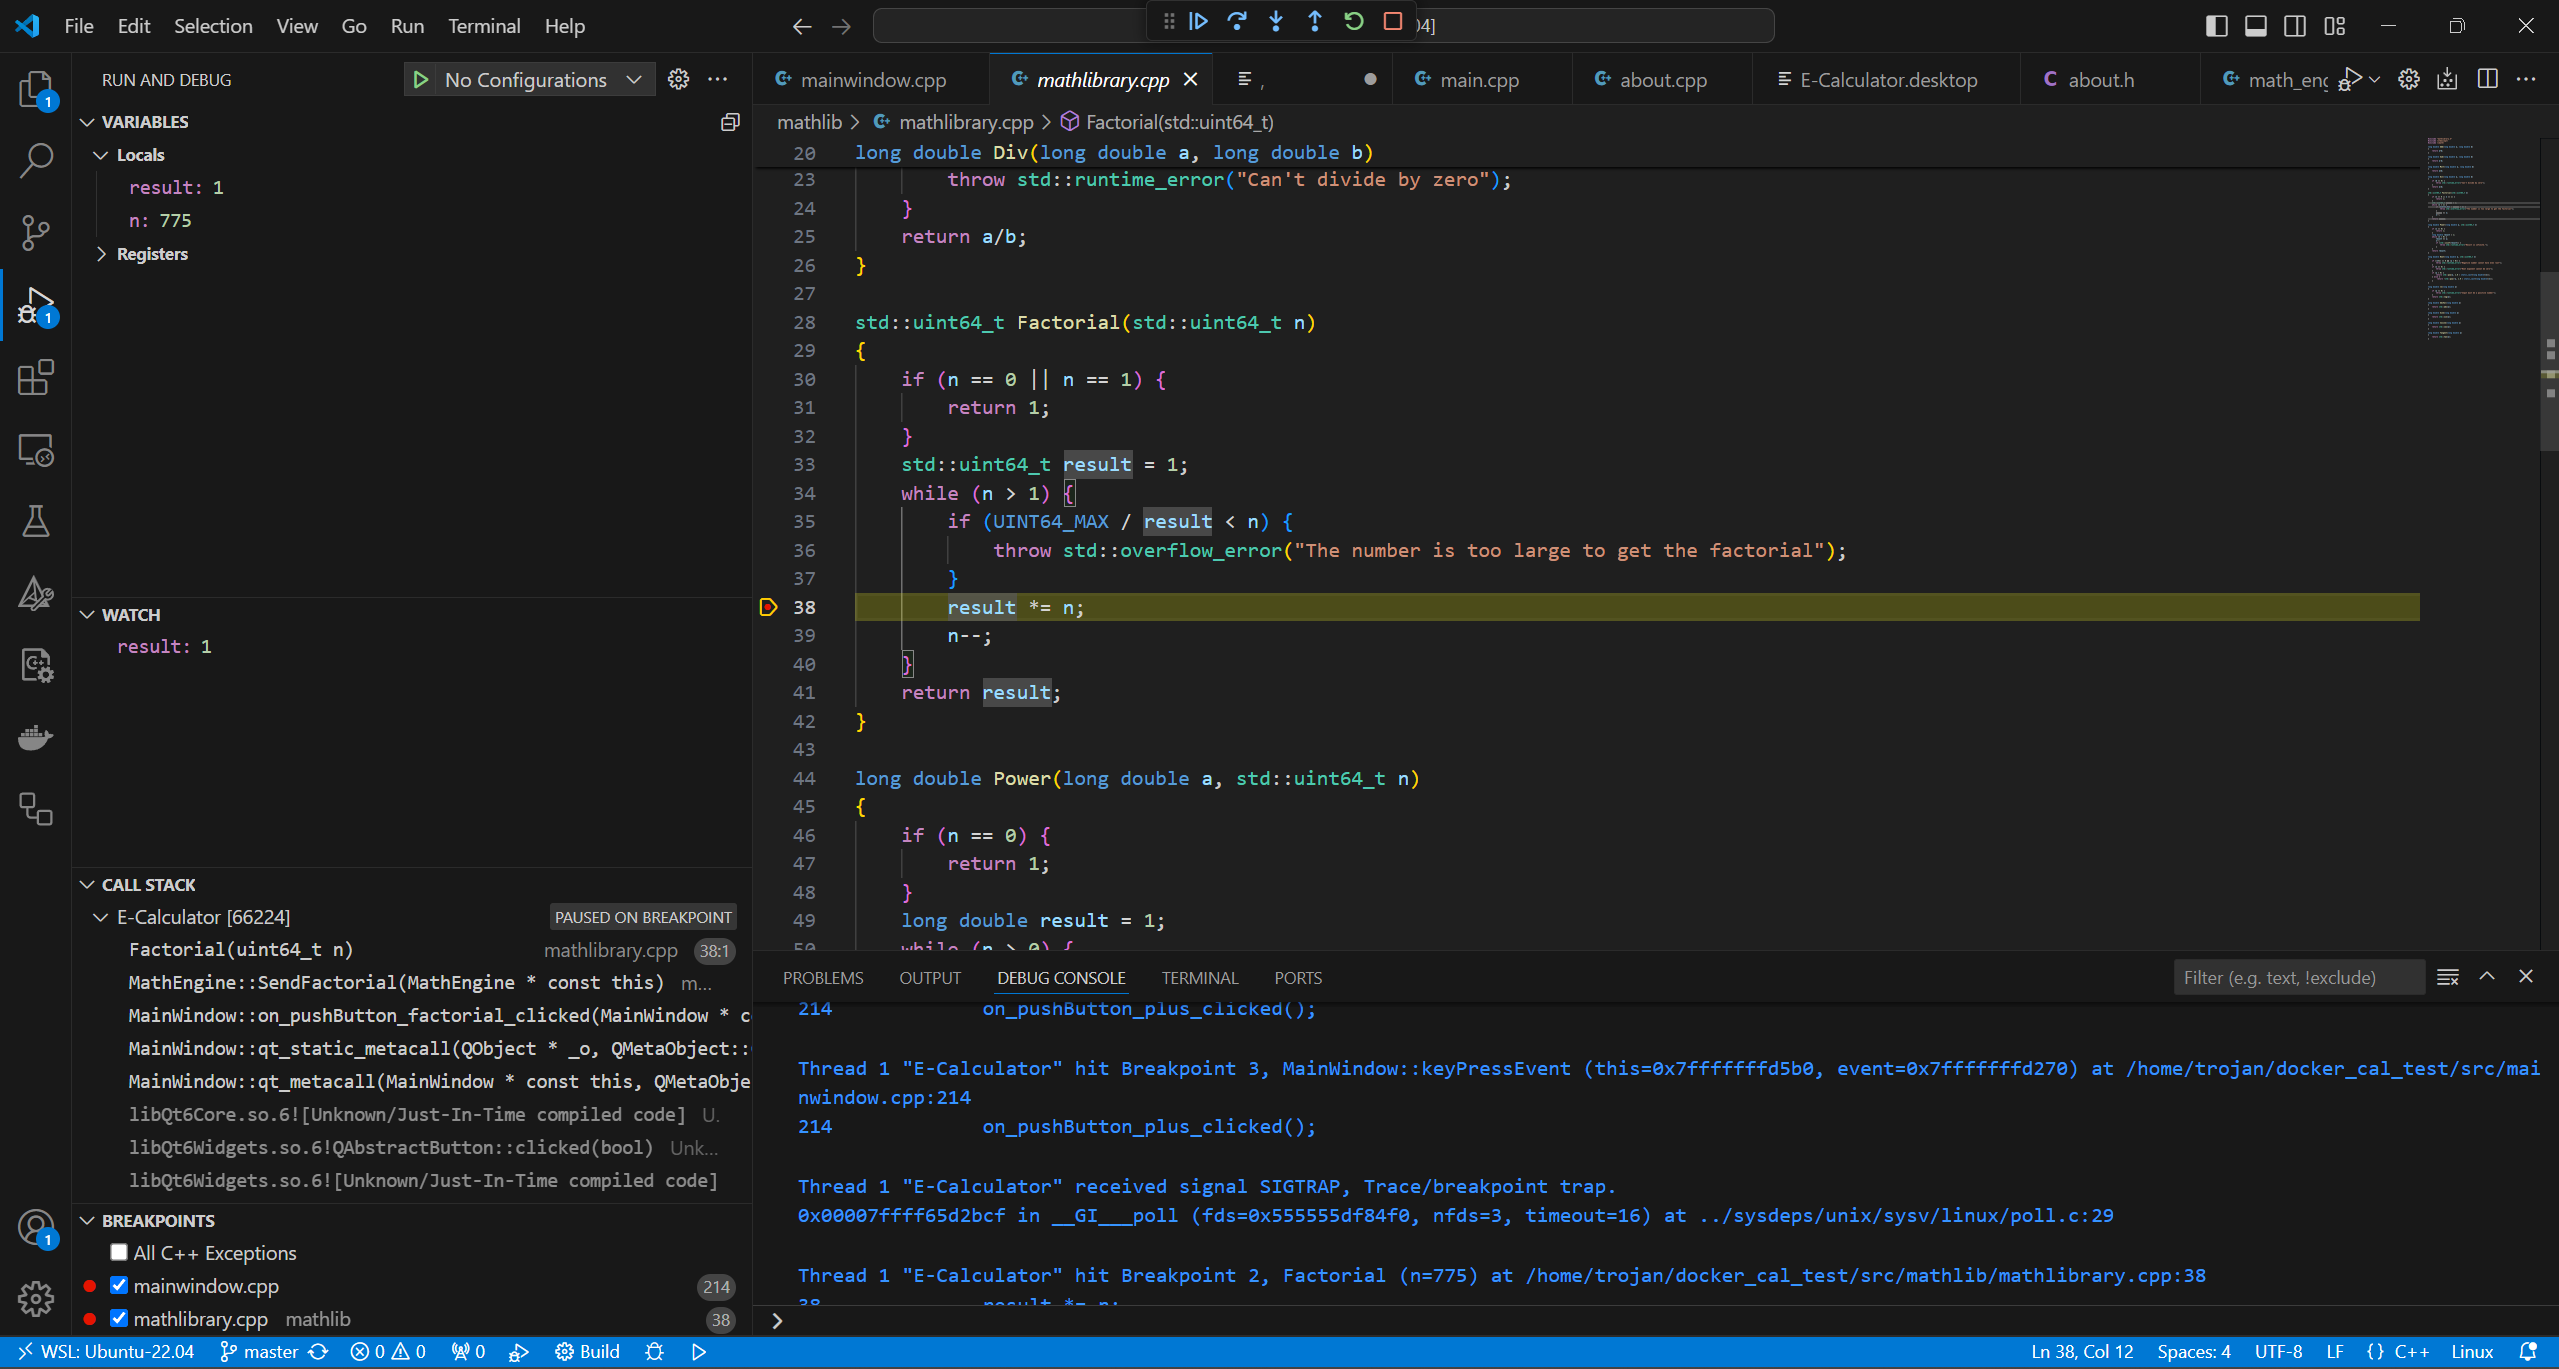 File Edit Selection View Go Run Terminal Help
04]
RUN AND DEBUG
No Configurations
VARIABLES
Locals
result: 1
n: 775
Registers
WATCH
result: 1
CALL STACK
E-Calculator [66224] PAUSED ON BREAKPOINT
Factorial(uint64_t n) mathlibrary.cpp 38:1
MathEngine::SendFactorial(MathEngine * const this) m...
MainWindow::on_pushButton_factorial_clicked(MainWindow * c
MainWindow::qt_static_metacall(QObject * _o, QMetaObject::
MainWindow::qt_metacall(MainWindow * const this, QMetaObje
libQt6Core.so.6![Unknown/Just-In-Time compiled code] U.
libQt6Widgets.so.6!QAbstractButton::clicked(bool) Unk...
libQt6Widgets.so.6![Unknown/Just-In-Time compiled code]
BREAKPOINTS
All C++ Exceptions
mainwindow.cpp 214
mathlibrary.cpp mathlib 38
mainwindow.cpp mathlibrary.cpp , main.cpp about.cpp E-Calculator.desktop about.h math_eng
mathlib > mathlibrary.cpp > Factorial(std::uint64_t)
20 long double Div(long double a, long double b)
23 throw std::runtime_error("Can't divide by zero");
24 }
25 return a/b;
26 }
27
28 std::uint64_t Factorial(std::uint64_t n)
29 {
30 if (n == 0 || n == 1) {
31 return 1;
32 }
33 std::uint64_t result = 1;
34 while (n > 1) {
35 if (UINT64_MAX / result < n) {
36 throw std::overflow_error("The number is too large to get the factorial");
37 }
38 result *= n;
39 n--;
40 }
41 return result;
42 }
43
44 long double Power(long double a, std::uint64_t n)
45 {
46 if (n == 0) {
47 return 1;
48 }
49 long double result = 1;
50 while (n > 0) {
PROBLEMS OUTPUT DEBUG CONSOLE TERMINAL PORTS Filter (e.g. text, !exclude)
214 on_pushButton_plus_clicked();
Thread 1 "E-Calculator" hit Breakpoint 3, MainWindow::keyPressEvent (this=0x7fffffffd5b0, event=0x7fffffffd270) at /home/trojan/docker_cal_test/src/mai
nwindow.cpp:214
214 on_pushButton_plus_clicked();
Thread 1 "E-Calculator" received signal SIGTRAP, Trace/breakpoint trap.
0x00007ffff65d2bcf in __GI___poll (fds=0x555555df84f0, nfds=3, timeout=16) at ../sysdeps/unix/sysv/linux/poll.c:29
Thread 1 "E-Calculator" hit Breakpoint 2, Factorial (n=775) at /home/trojan/docker_cal_test/src/mathlib/mathlibrary.cpp:38
38 result *= n;
1
1
1
WSL: Ubuntu-22.04 master 0 0 0 Build Ln 38, Col 12 Spaces: 4 UTF-8 LF {} C++ Linux